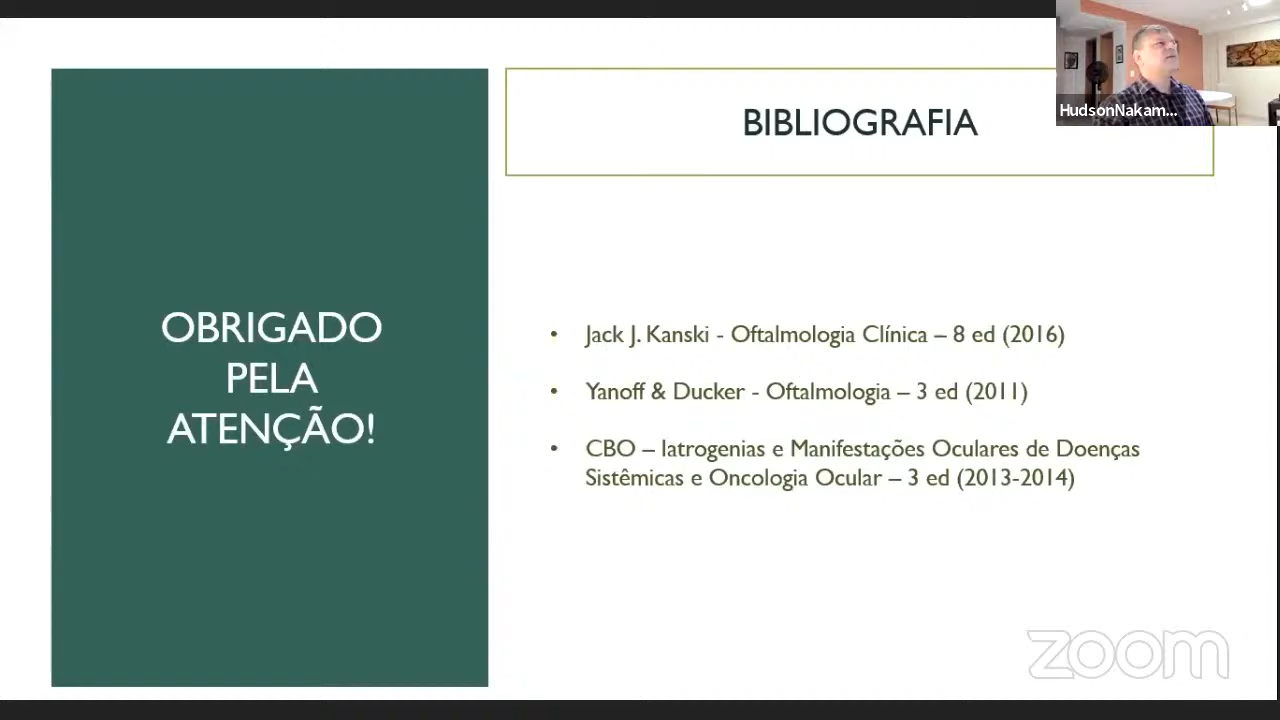 OBRIGADO
PELA
ATENÇÃO!
BIBLIOGRAFIA
HudsonNakam...
• Jack J. Kanski - Oftalmologia Clínica – 8 ed (2016)
• Yanoff & Ducker - Oftalmologia – 3 ed (2011)
• CBO – Iatrogenias e Manifestações Oculares de Doenças
Sistêmicas e Oncologia Ocular – 3 ed (2013-2014)
zoom